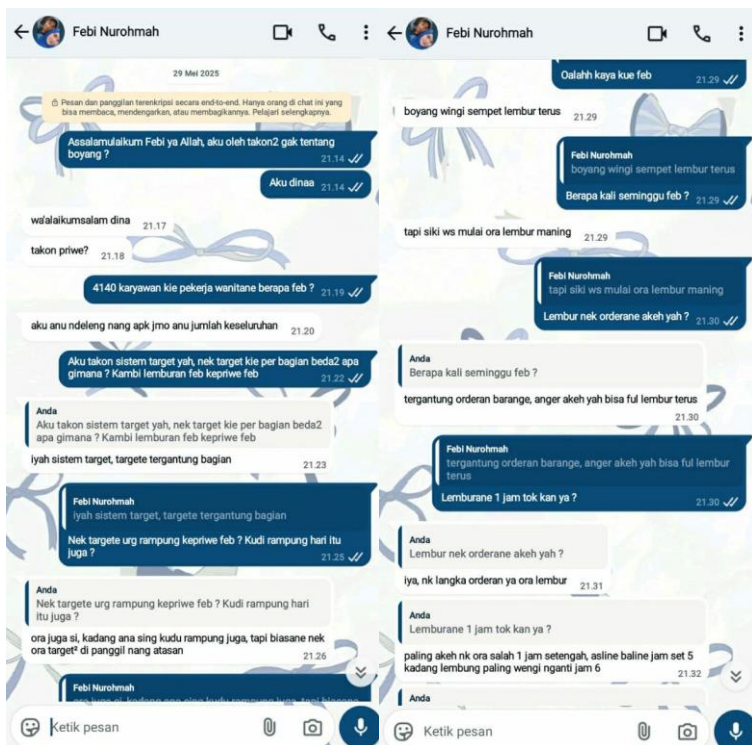 Febi Nurohmah
29 Mei 2025
Pesan dan panggilan terenkripsi secara end-to-end. Hanya orang di chat ini yang
bisa membaca, mendengarkan, atau membagikannya. Pelajari selengkapnya.
Assalamulaikum Febi ya Allah, aku oleh takon2 gak tentang
boyang ?
21.14
Aku dinaa 21.14
wa'alaikumsalam dina 21.17
takon priwe? 21.18
4140 karyawan kie pekerja wanitane berapa feb ? 21.19
aku anu ndeleng nang apk jmo anu jumlah keseluruhan 21.20
Aku takon sistem target yah, nek target kie per bagian beda2 apa
gimana ? Kambi lemburan feb kepriwe feb
21.22
Anda
Aku takon sistem target yah, nek target kie per bagian beda2
apa gimana ? Kambi lemburan feb kepriwe feb
iyah sistem target, targete tergantung bagian 21.23
Febi Nurohmah
iyah sistem target, targete tergantung bagian
Nek targete urg rampung kepriwe feb ? Kudi rampung hari itu
juga ?
21.25
Anda
Nek targete urg rampung kepriwe feb ? Kudi rampung hari
itu juga ?
ora juga si, kadang ana sing kudu rampung juga, tapi biasane nek
ora target² di panggil nang atasan
21.26
Febi Nurohmah
ora juga si, kadang ana sing kudu rampung juga, tapi biasane nek
Ketik pesan
Febi Nurohmah
Oalahh kaya kue feb 21.29
boyang wingi sempet lembur terus 21.29
Febi Nurohmah
boyang wingi sempet lembur terus
Berapa kali seminggu feb ? 21.29
tapi siki ws mulai ora lembur maning 21.29
Febi Nurohmah
tapi siki ws mulai ora lembur maning
Lembur nek orderane akeh yah ? 21.30
Anda
Berapa kali seminggu feb ?
tergantung orderan barange, anger akeh yah bisa ful lembur terus
21.30
Febi Nurohmah
tergantung orderan barange, anger akeh yah bisa ful lembur
terus
Lemburane 1 jam tok kan ya ? 21.30
Anda
Lembur nek orderane akeh yah ?
iya, nk langka orderan ya ora lembur 21.31
Anda
Lemburane 1 jam tok kan ya ?
paling akeh nk ora salah 1 jam setengah, asline baline jam set 5
kadang lembung paling wengi nganti jam 6
21.32
Anda
Ketik pesan